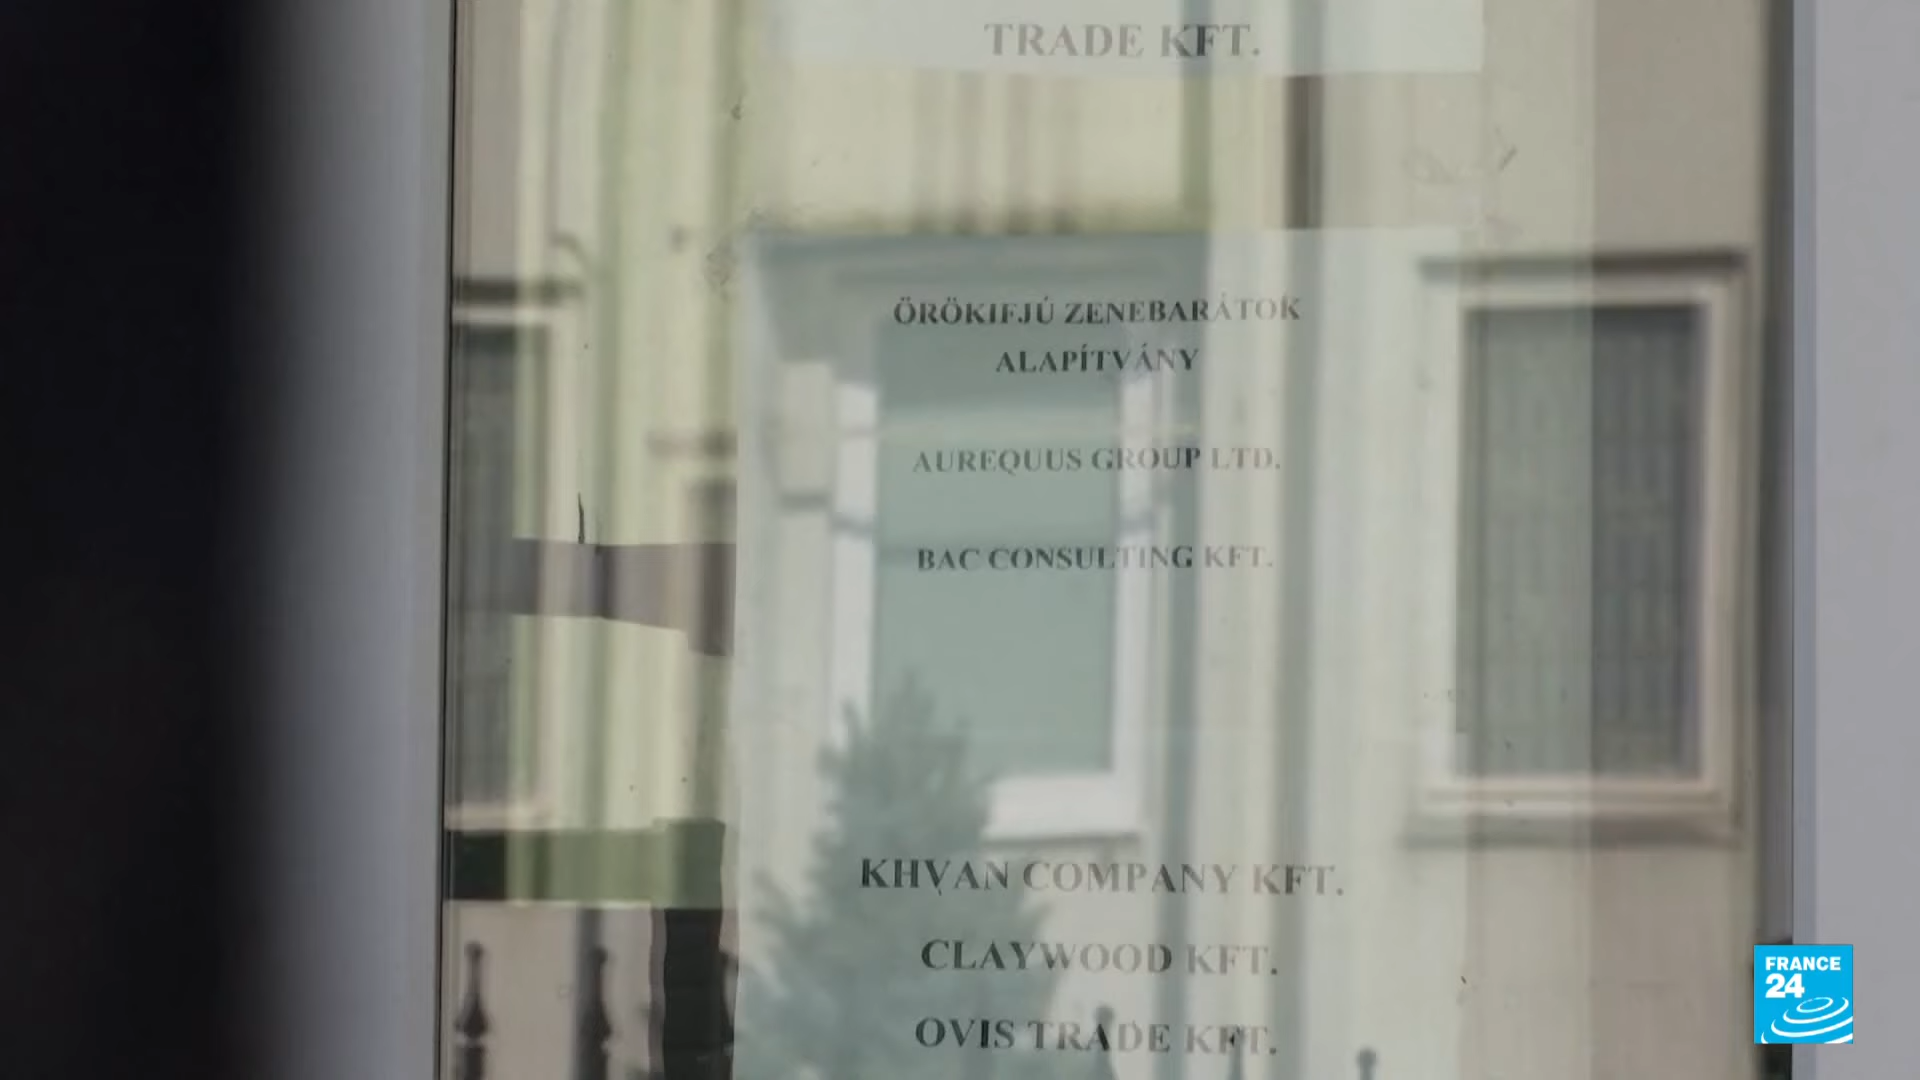 TRADE KFT.
ÖRÖKIFJÚ ZENEBARÁTOK
ALAPÍTVÁNY
AUREQUUS GROUP LTD.
BAC CONSULTING KFT.
KHVAN COMPANY KFT.
CLAYWOOD KFT.
OVIS TRADE KFT.
FRANCE
24